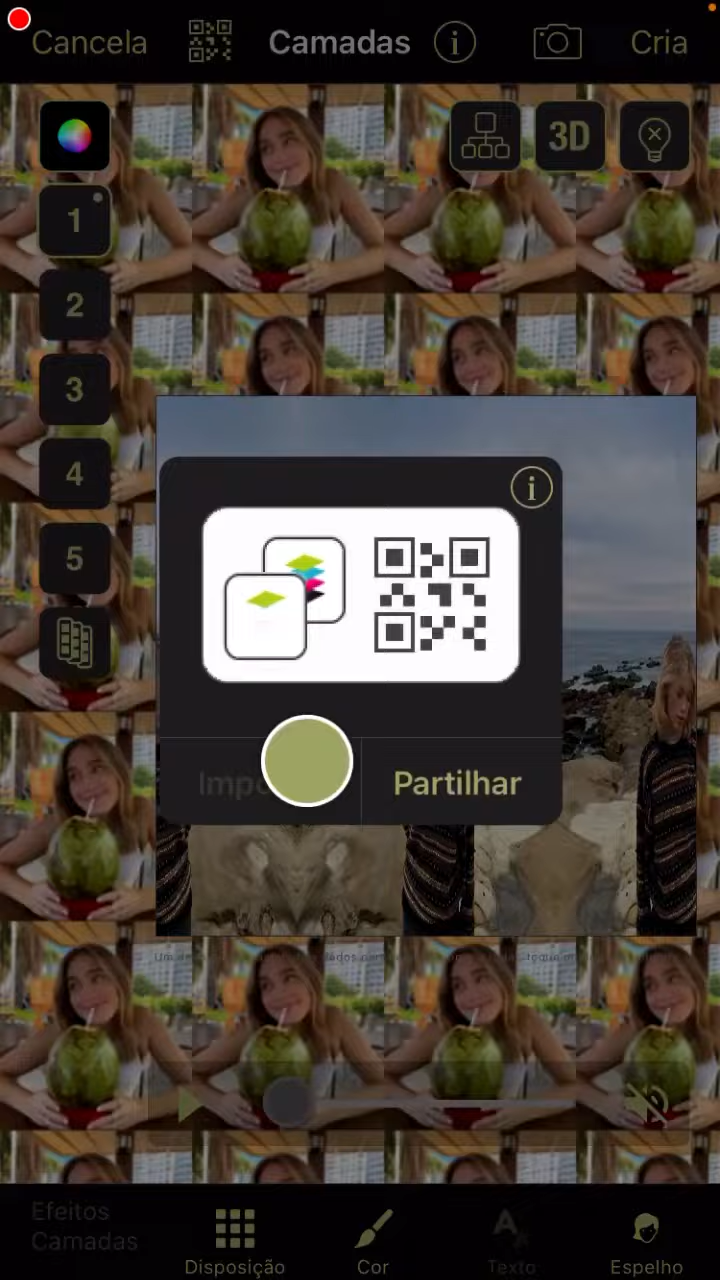 Cancela
Camadas
i
Cria
3D
1
2
3
4
5
i
Partilhar
Efeitos
Camadas
Disposição
Cor
Texto
Espelho